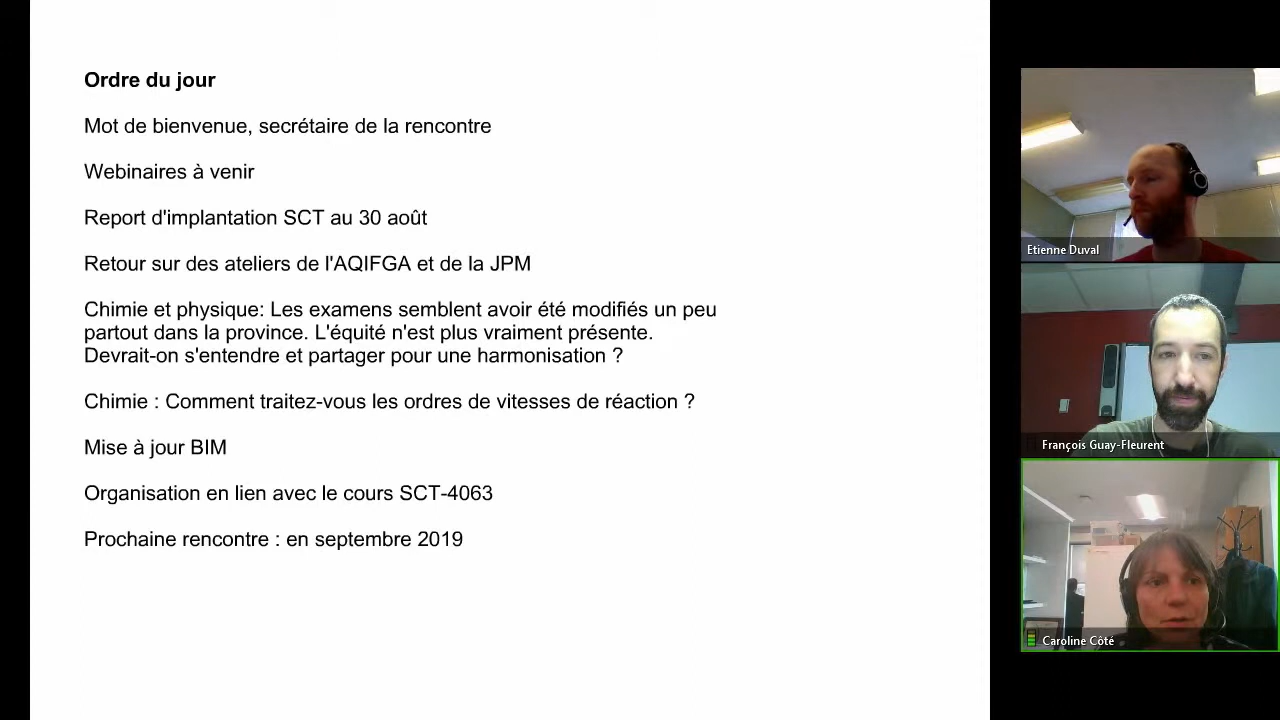 Ordre du jour
Mot de bienvenue, secrétaire de la rencontre
Webinaires à venir
Report d'implantation SCT au 30 août
Retour sur des ateliers de l'AQIFGA et de la JPM
Chimie et physique: Les examens semblent avoir été modifiés un peu
partout dans la province. L'équité n'est plus vraiment présente.
Devrait-on s'entendre et partager pour une harmonisation ?
Chimie : Comment traitez-vous les ordres de vitesses de réaction ?
Mise à jour BIM
Organisation en lien avec le cours SCT-4063
Prochaine rencontre : en septembre 2019
Etienne Duval
François Guay-Fleurent
Caroline Côté